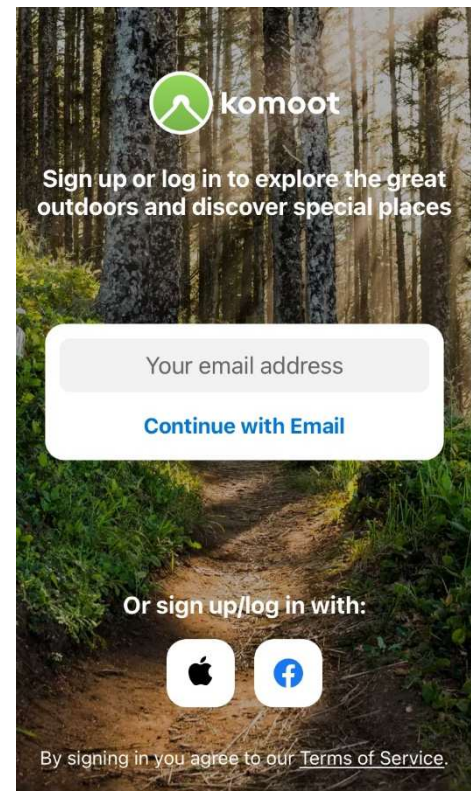 komoot
Sign up or log in to explore the great
outdoors and discover special places
Your email address
Continue with Email
Or sign up/log in with:
By signing in you agree to our Terms of Service.